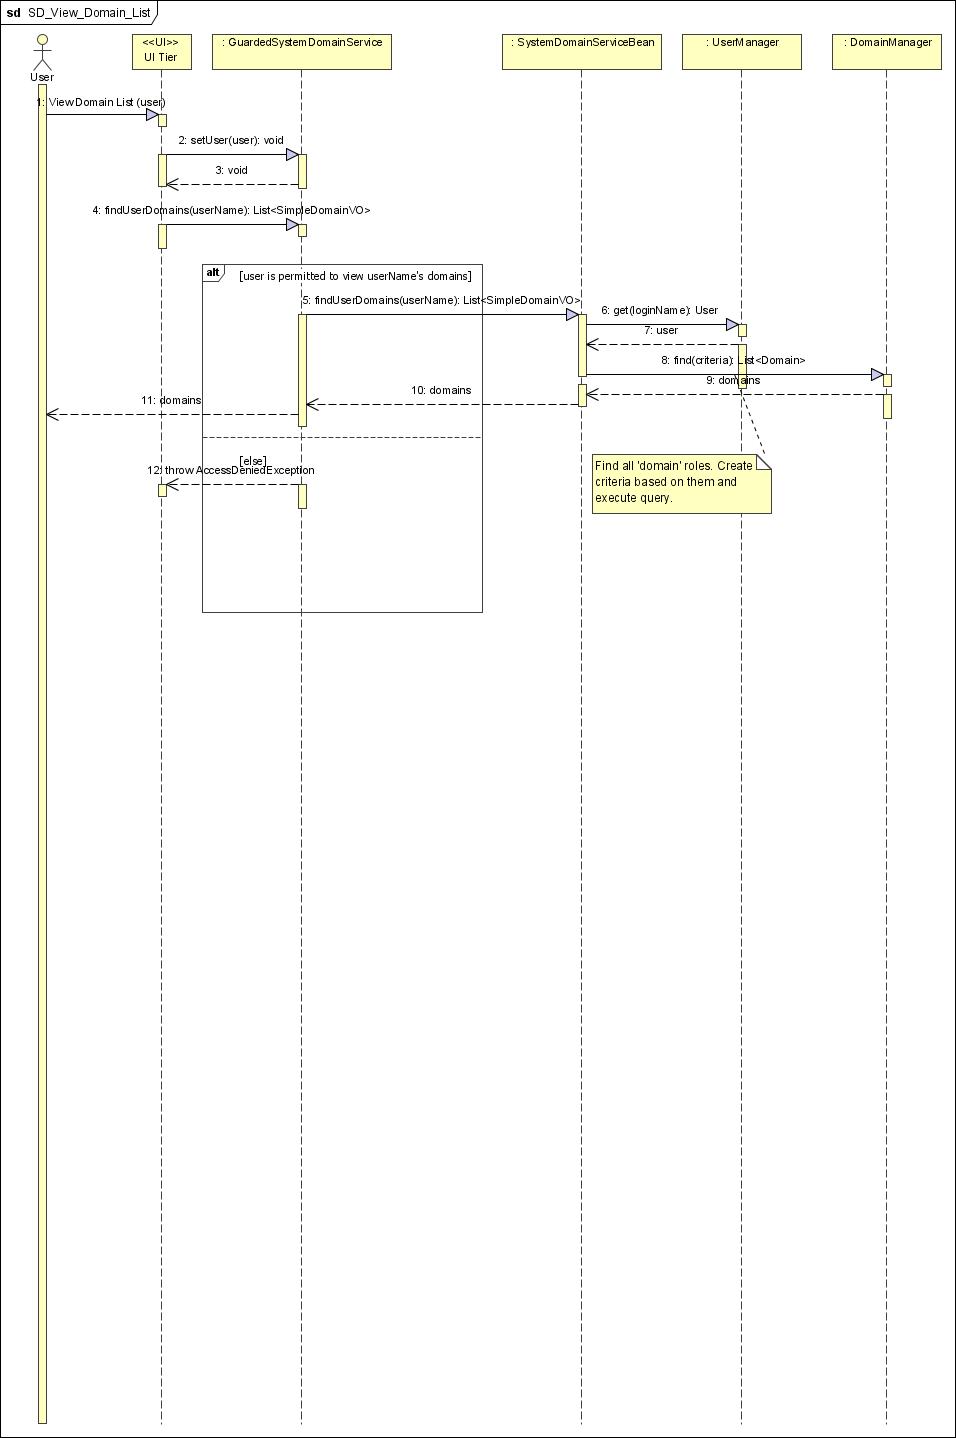 sd SD_View_Domain_List
User
<<UI>>
UI Tier
: GuardedSystemDomainService
: SystemDomainServiceBean
: UserManager
: DomainManager
1: View Domain List (user)
2: setUser(user): void
3: void
4: findUserDomains(userName): List<SimpleDomainVO>
alt
[user is permitted to view userName's domains]
5: findUserDomains(userName): List<SimpleDomainVO>
6: get(loginName): User
7: user
8: find(criteria): List<Domain>
9: domains
10: domains
11: domains
[else]
12: throw AccessDeniedException
Find all 'domain' roles. Create
criteria based on them and
execute query.